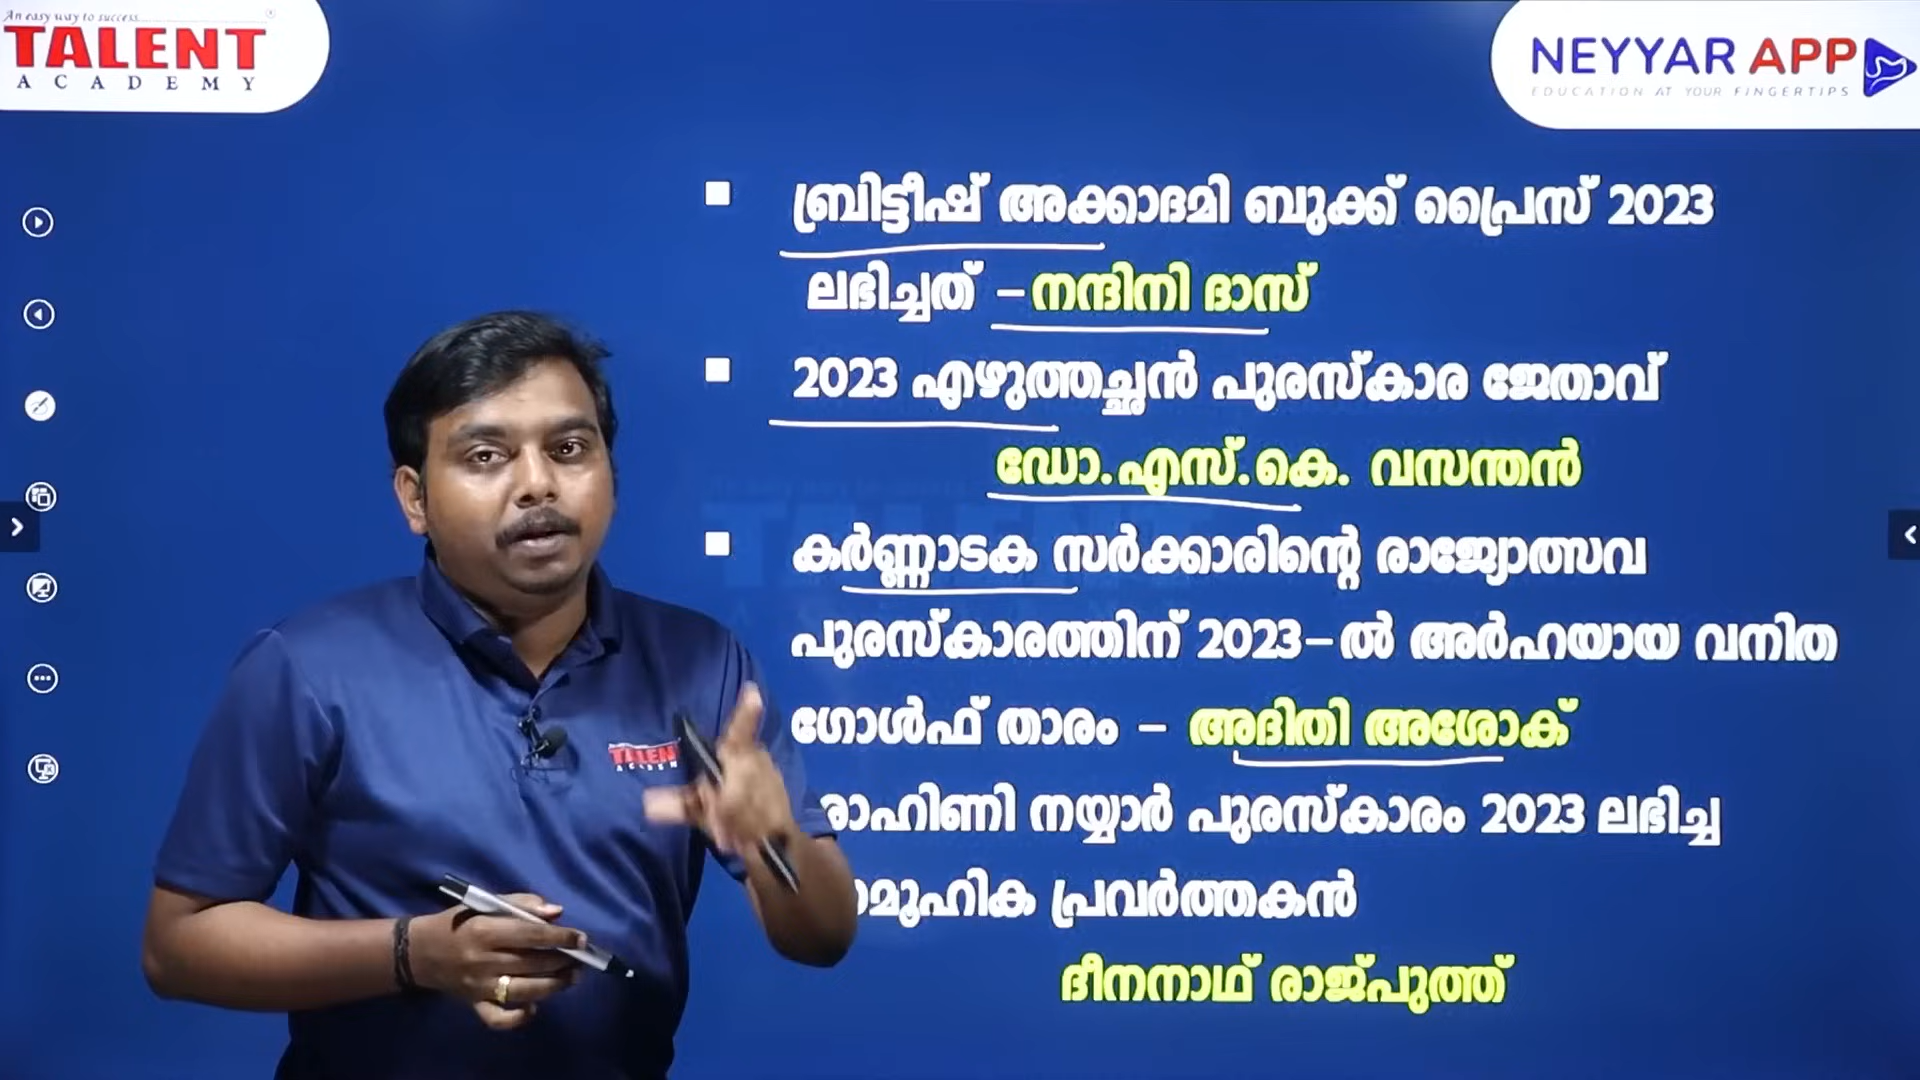 An easy way to success
TALENT
ACADEMY
NEYYAR APP
EDUCATION AT YOUR FINGERTIPS
ബ്രിട്ടീഷ് അക്കാദമി ബുക്ക് പ്രൈസ് 2023
ലഭിച്ചത് –നന്ദിനി ദാസ്
2023 എഴുത്തച്ഛൻ പുരസ്കാര ജേതാവ്
ഡോ.എസ്.കെ. വസന്തൻ
കർണ്ണാടക സർക്കാരിന്റെ രാജ്യോത്സവ
പുരസ്കാരത്തിന് 2023-ൽ അർഹയായ വനിത
ഗോൾഫ് താരം – അദിതി അശോക്
നയ്യാർ പുരസ്കാരം 2023 ലഭിച്ച
പ്രവർത്തകൻ
ദീനനാഥ് രാജ്പുത്ത്